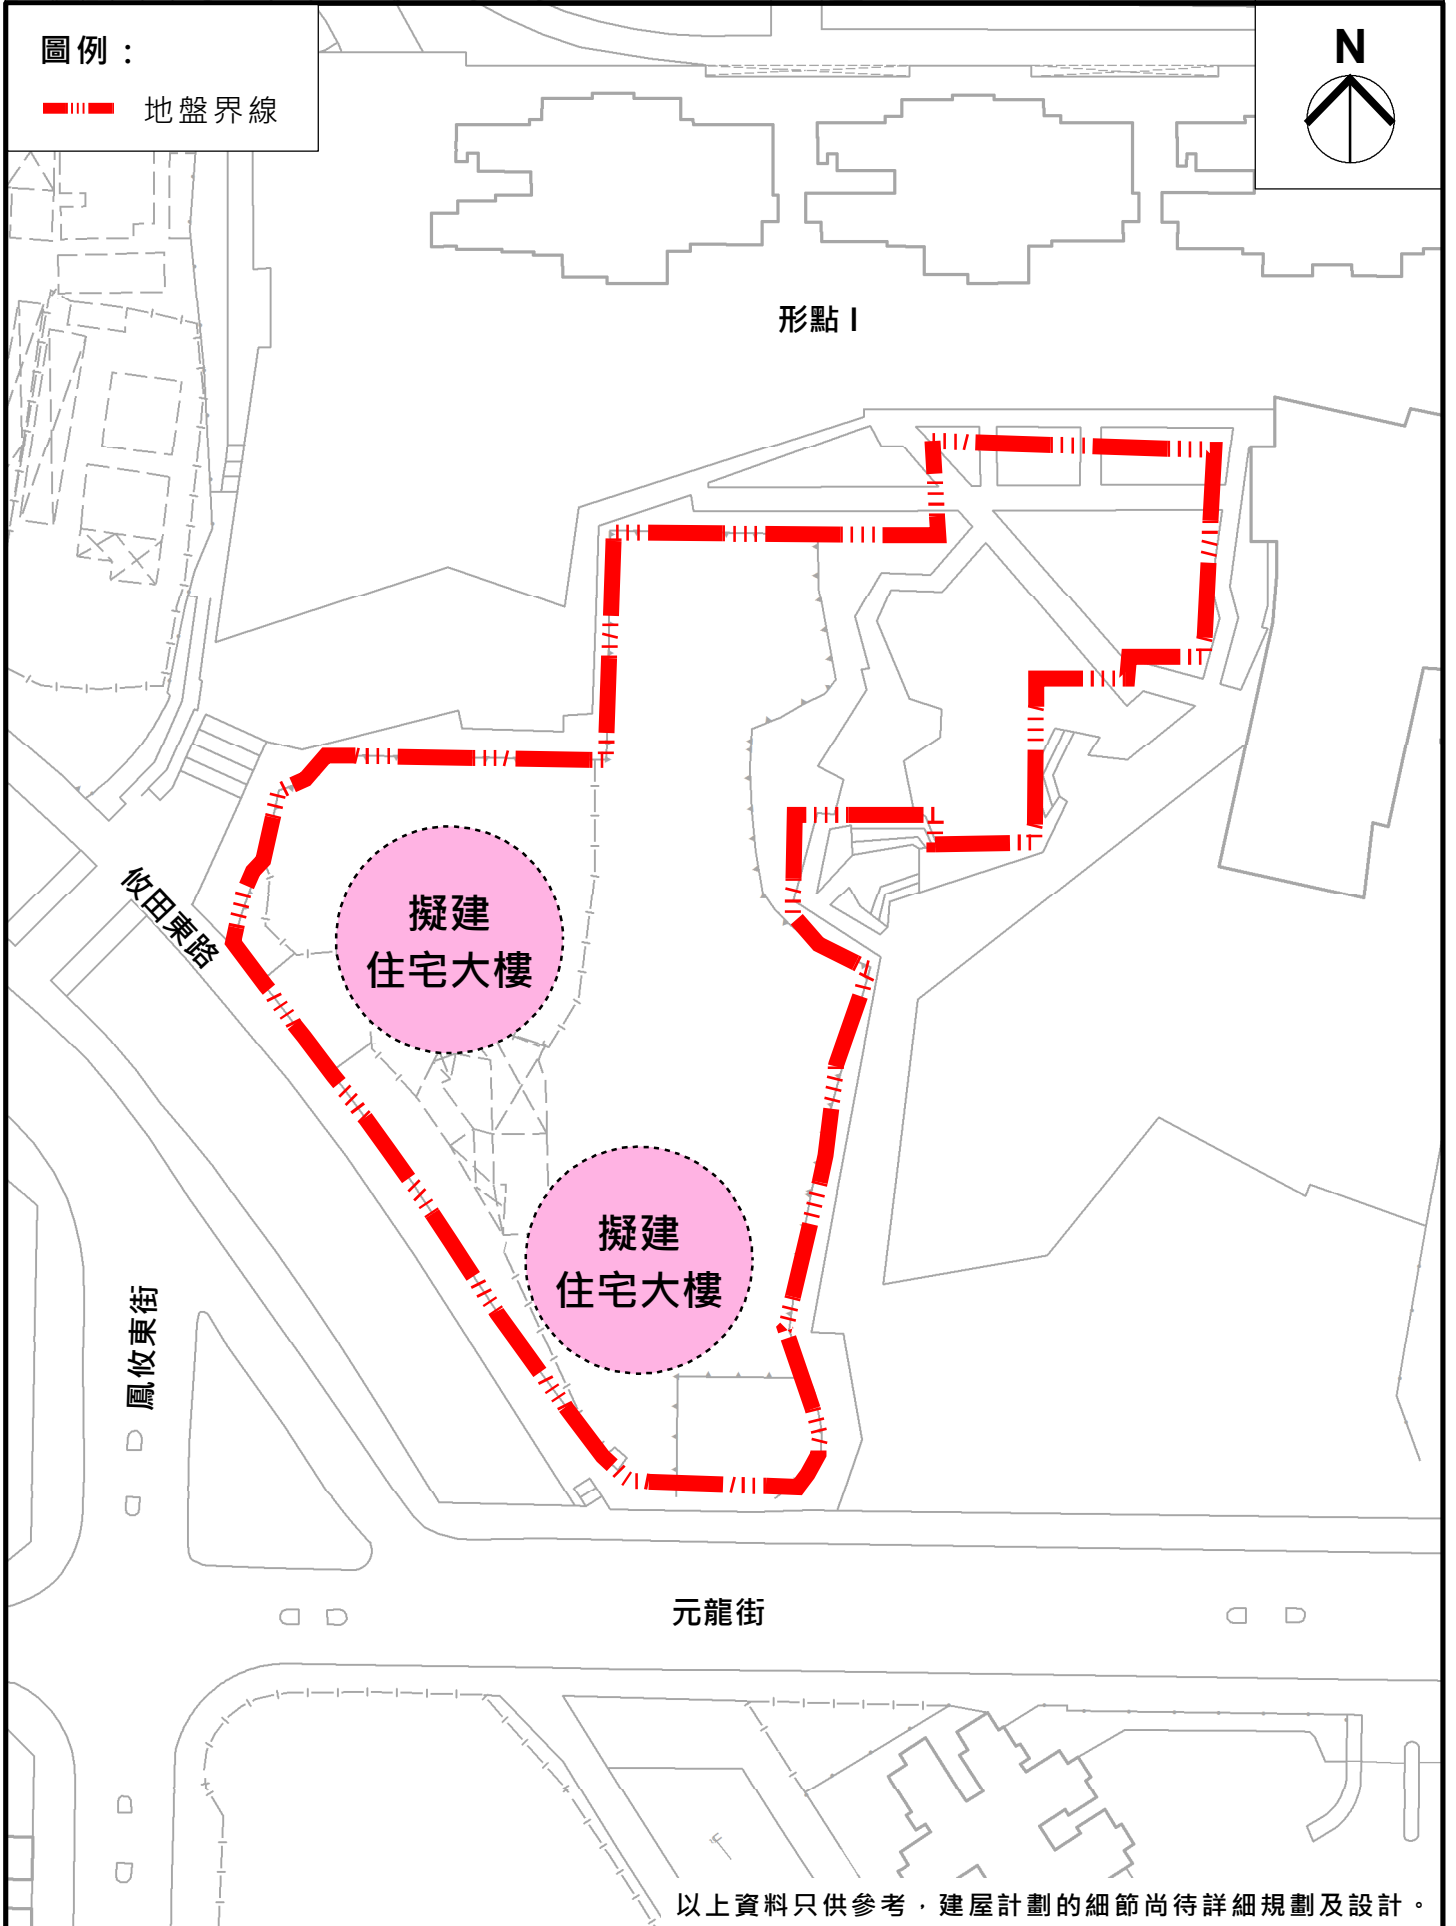 圖例：
地盤界線
N
形點 I
攸田東路
擬建
住宅大樓
擬建
住宅大樓
鳳攸東街
元龍街
以上資料只供參考，建屋計劃的細節尚待詳細規劃及設計。